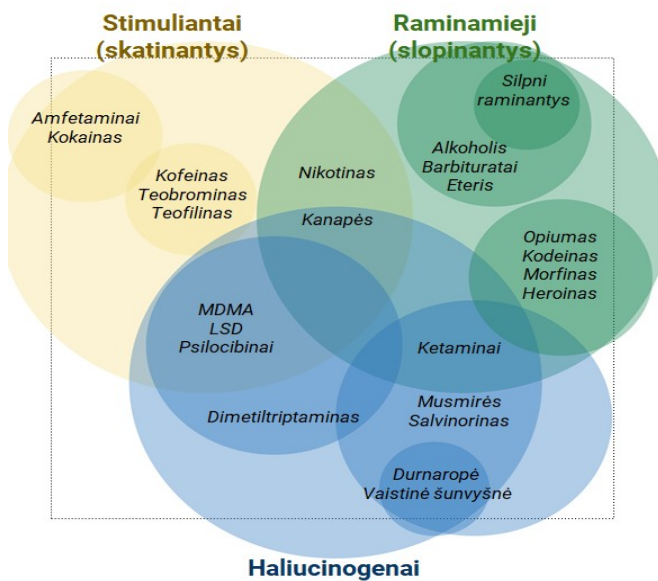 Stimuliantai
(skatinantys)
Raminamieji
(slopinantys)
Silpni
raminantys
Amfetaminai
Kokainas
Alkoholis
Barbituratai
Eteris
Kofeinas
Teobrominas
Teofilinas
Nikotinas
Kanapės
Opiumas
Kodeinas
Morfinas
Heroinas
MDMA
LSD
Psilocibinai
Ketaminai
Dimetiltriptaminas
Musmirės
Salvinorinas
Durnaropė
Vaistinė šunvyšnė
Haliucinogenai